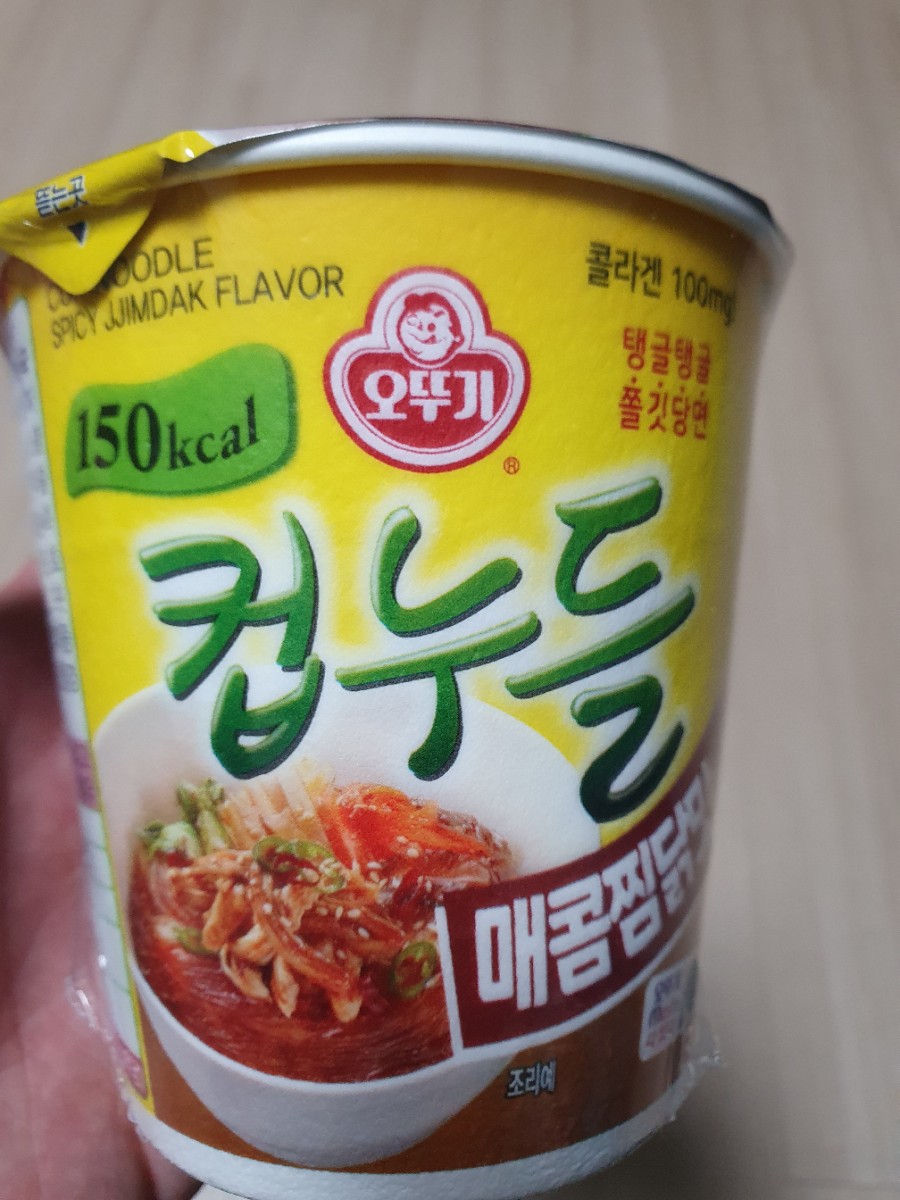 뜯는곳
NOODLE
SPICY JJIMDAK FLAVOR
콜라겐 100mg
오뚜기
®
탱글탱글
쫄깃당면
150kcal
컵누들
매콤찜닭
조리예